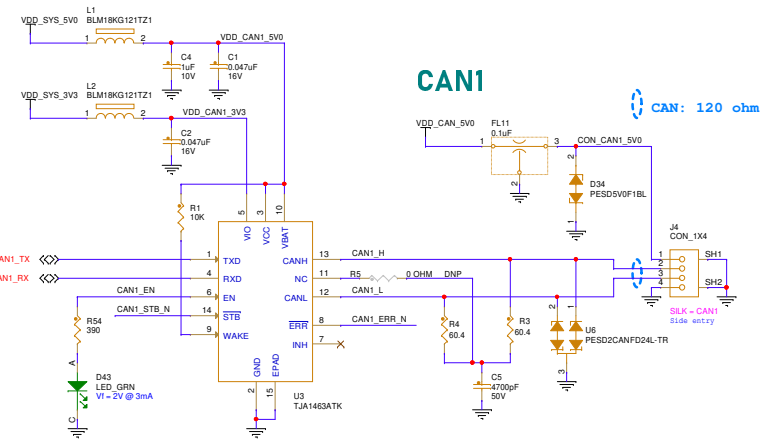 L1
BLM18KG121TZ1
VDD_SYS_5V0
1
2
VDD_CAN1_5V0
C4
1uF
10V
C1
0.047uF
16V
CAN1
L2
BLM18KG121TZ1
VDD_SYS_3V3
1
2
VDD_CAN1_3V3
C2
0.047uF
16V
CAN: 120 ohm
VDD_CAN_5V0
FL11
0.1uF
1
3
2
CON_CAN1_5V0
2
D34
PESD5V0F1BL
1
R1
10K
5
3
10
VIO
VCC
VBAT
J4
CON_1X4
AN1_TX
1
TXD
CANH
13
CAN1_H
1
2
3
4
SH1
SH2
AN1_RX
4
RXD
NC
11
R5
0 OHM
DNP
CAN1_EN
6
EN
CANL
12
CAN1_L
CAN1_STB_N
14
STB
ERR
8
CAN1_ERR_N
9
WAKE
INH
7
SILK = CAN1
Side entry
R54
390
R4
60.4
R3
60.4
2
1
U6
PESD2CANFD24L-TR
3
A
D43
LED_GRN
Vf = 2V @ 3mA
C
GND
EPAD
2
15
U3
TJA1463ATK
C5
4700pF
50V